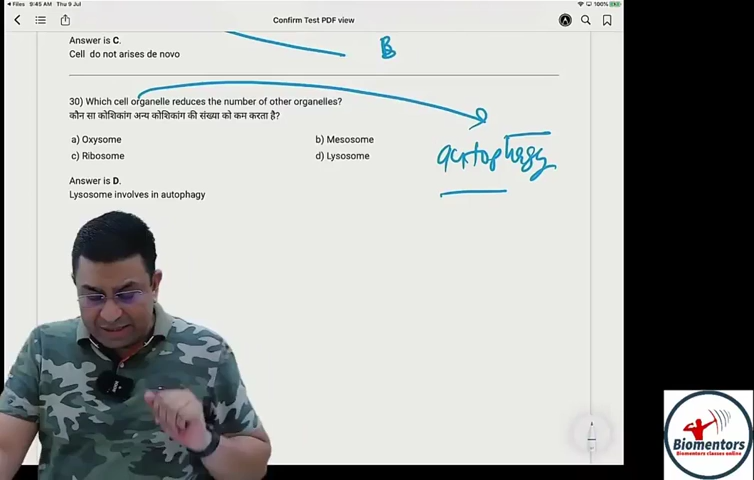 Files 9:45 AM Thu 9 Jul
100%
Confirm Test PDF view
Answer is C.
B
Cell do not arises de novo
30) Which cell organelle reduces the number of other organelles?
कौन सा कोशिकांग अन्य कोशिकांग की संख्या को कम करता है?
a) Oxysome
b) Mesosome
autophagy
c) Ribosome
d) Lysosome
Answer is D.
Lysosome involves in autophagy
Biomentors
Biomentors classes online